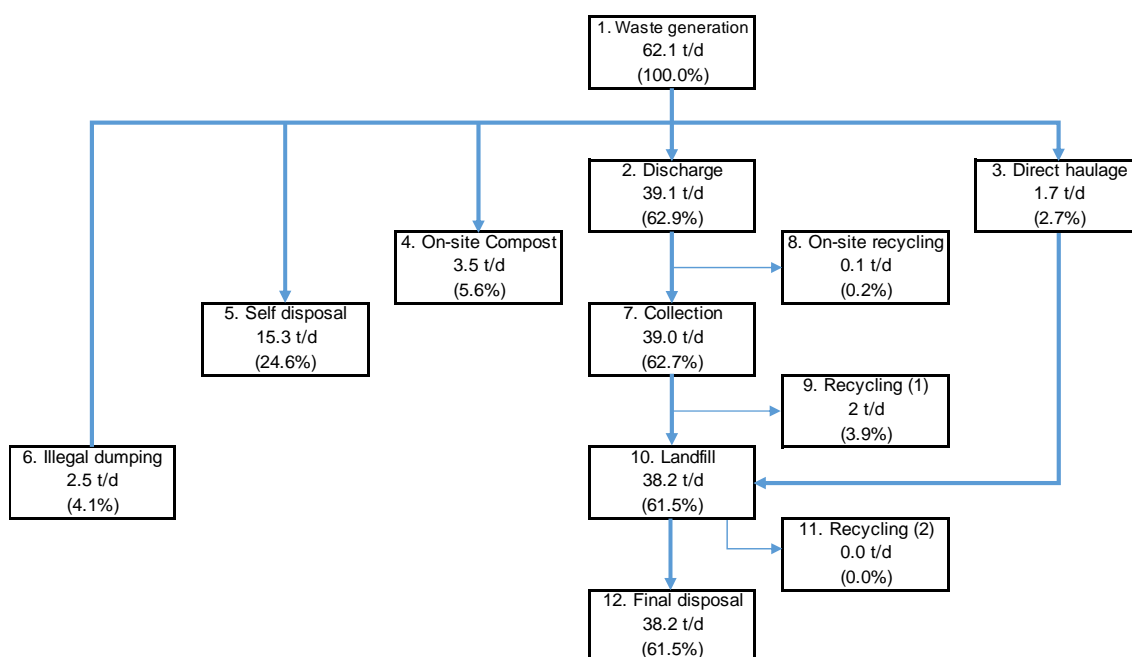 1. Waste generation
62.1 t/d
(100.0%)
2. Discharge
39.1 t/d
(62.9%)
3. Direct haulage
1.7 t/d
(2.7%)
4. On-site Compost
3.5 t/d
(5.6%)
8. On-site recycling
0.1 t/d
(0.2%)
5. Self disposal
15.3 t/d
(24.6%)
7. Collection
39.0 t/d
(62.7%)
9. Recycling (1)
2 t/d
(3.9%)
6. Illegal dumping
2.5 t/d
(4.1%)
10. Landfill
38.2 t/d
(61.5%)
11. Recycling (2)
0.0 t/d
(0.0%)
12. Final disposal
38.2 t/d
(61.5%)